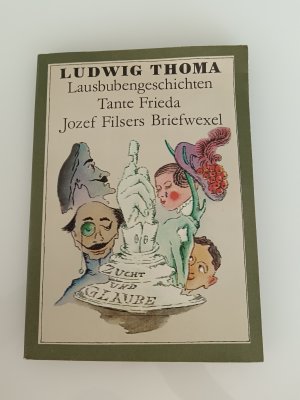 LUDWIG THOMA
Lausbubengeschichten
Tante Frieda
Jozef Filsers Briefwexel
ZUCHT
UND
GLAUBE